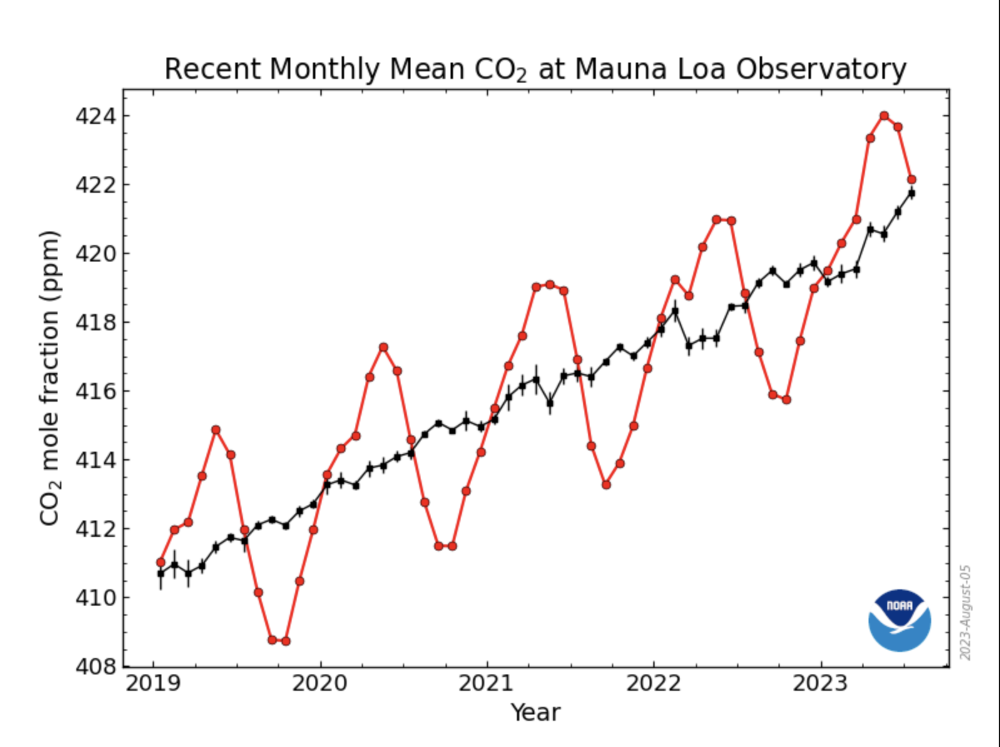 Recent Monthly Mean CO₂ at Mauna Loa Observatory
424
422
420
418
416
414
412
410
408
CO₂ mole fraction (ppm)
2019 2020 2021 2022 2023
Year
NOAA
2023-August-05